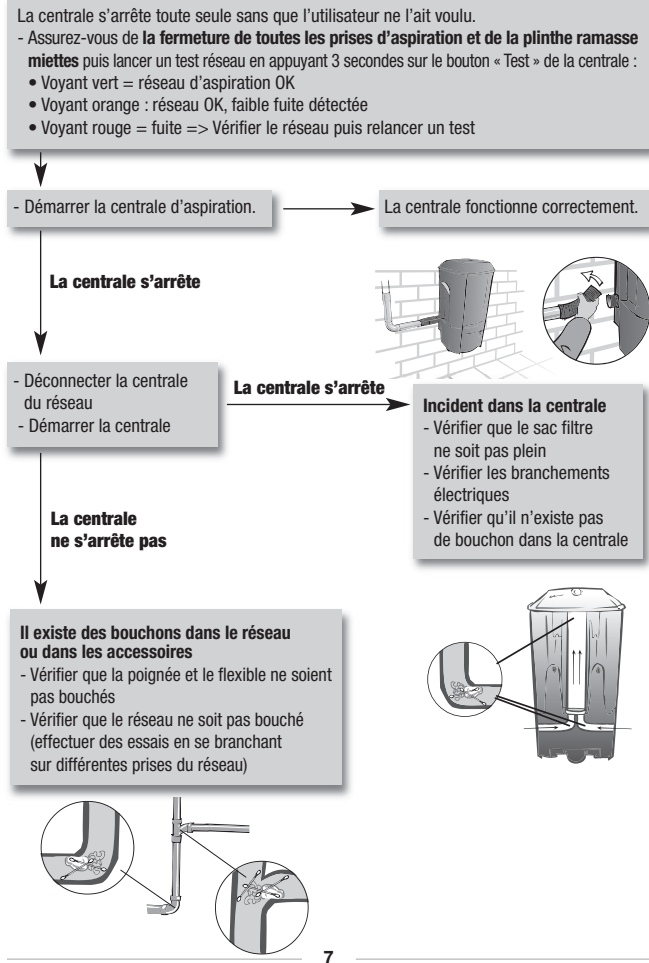 La centrale s’arrête toute seule sans que l’utilisateur ne l’ait voulu.
- Assurez-vous de la fermeture de toutes les prises d’aspiration et de la plinthe ramasse
miettes puis lancer un test réseau en appuyant 3 secondes sur le bouton « Test » de la centrale :
• Voyant vert = réseau d’aspiration OK
• Voyant orange : réseau OK, faible fuite détectée
• Voyant rouge = fuite => Vérifier le réseau puis relancer un test
- Démarrer la centrale d’aspiration.
La centrale fonctionne correctement.
La centrale s’arrête
- Déconnecter la centrale
du réseau
- Démarrer la centrale
La centrale s’arrête
Incident dans la centrale
- Vérifier que le sac filtre
ne soit pas plein
- Vérifier les branchements
électriques
- Vérifier qu’il n’existe pas
de bouchon dans la centrale
La centrale
ne s’arrête pas
Il existe des bouchons dans le réseau
ou dans les accessoires
- Vérifier que la poignée et le flexible ne soient
pas bouchés
- Vérifier que le réseau ne soit pas bouché
(effectuer des essais en se branchant
sur différentes prises du réseau)
7